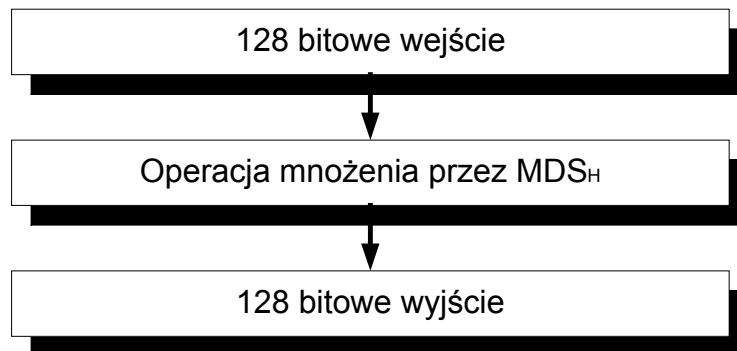 128 bitowe wejście
Operacja mnożenia przez MDSH
128 bitowe wyjście